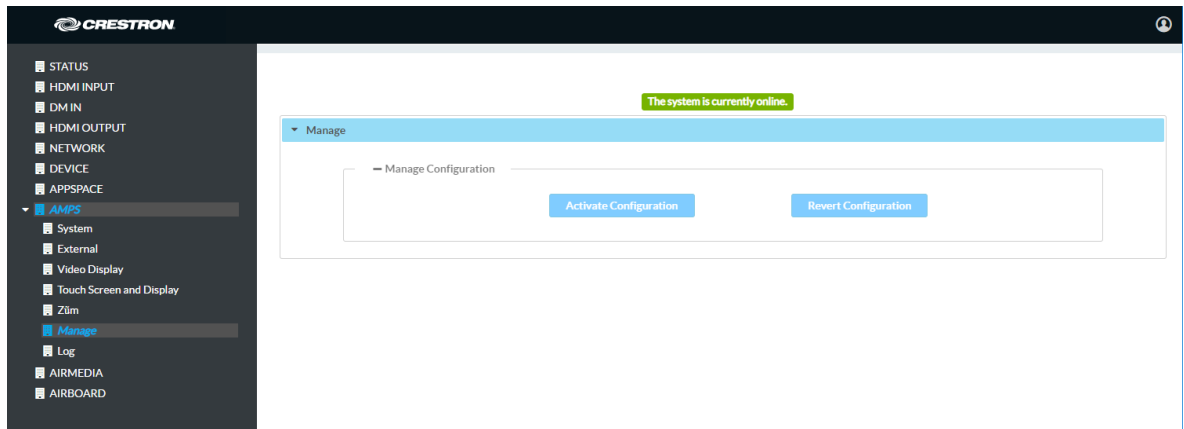 CRESTRON
STATUS
HDMI INPUT
DM IN
HDMI OUTPUT
NETWORK
DEVICE
APPSPACE
AMPS
System
External
Video Display
Touch Screen and Display
Zūm
Manage
Log
AIRMEDIA
AIRBOARD
The system is currently online.
Manage
Manage Configuration
Activate Configuration Revert Configuration